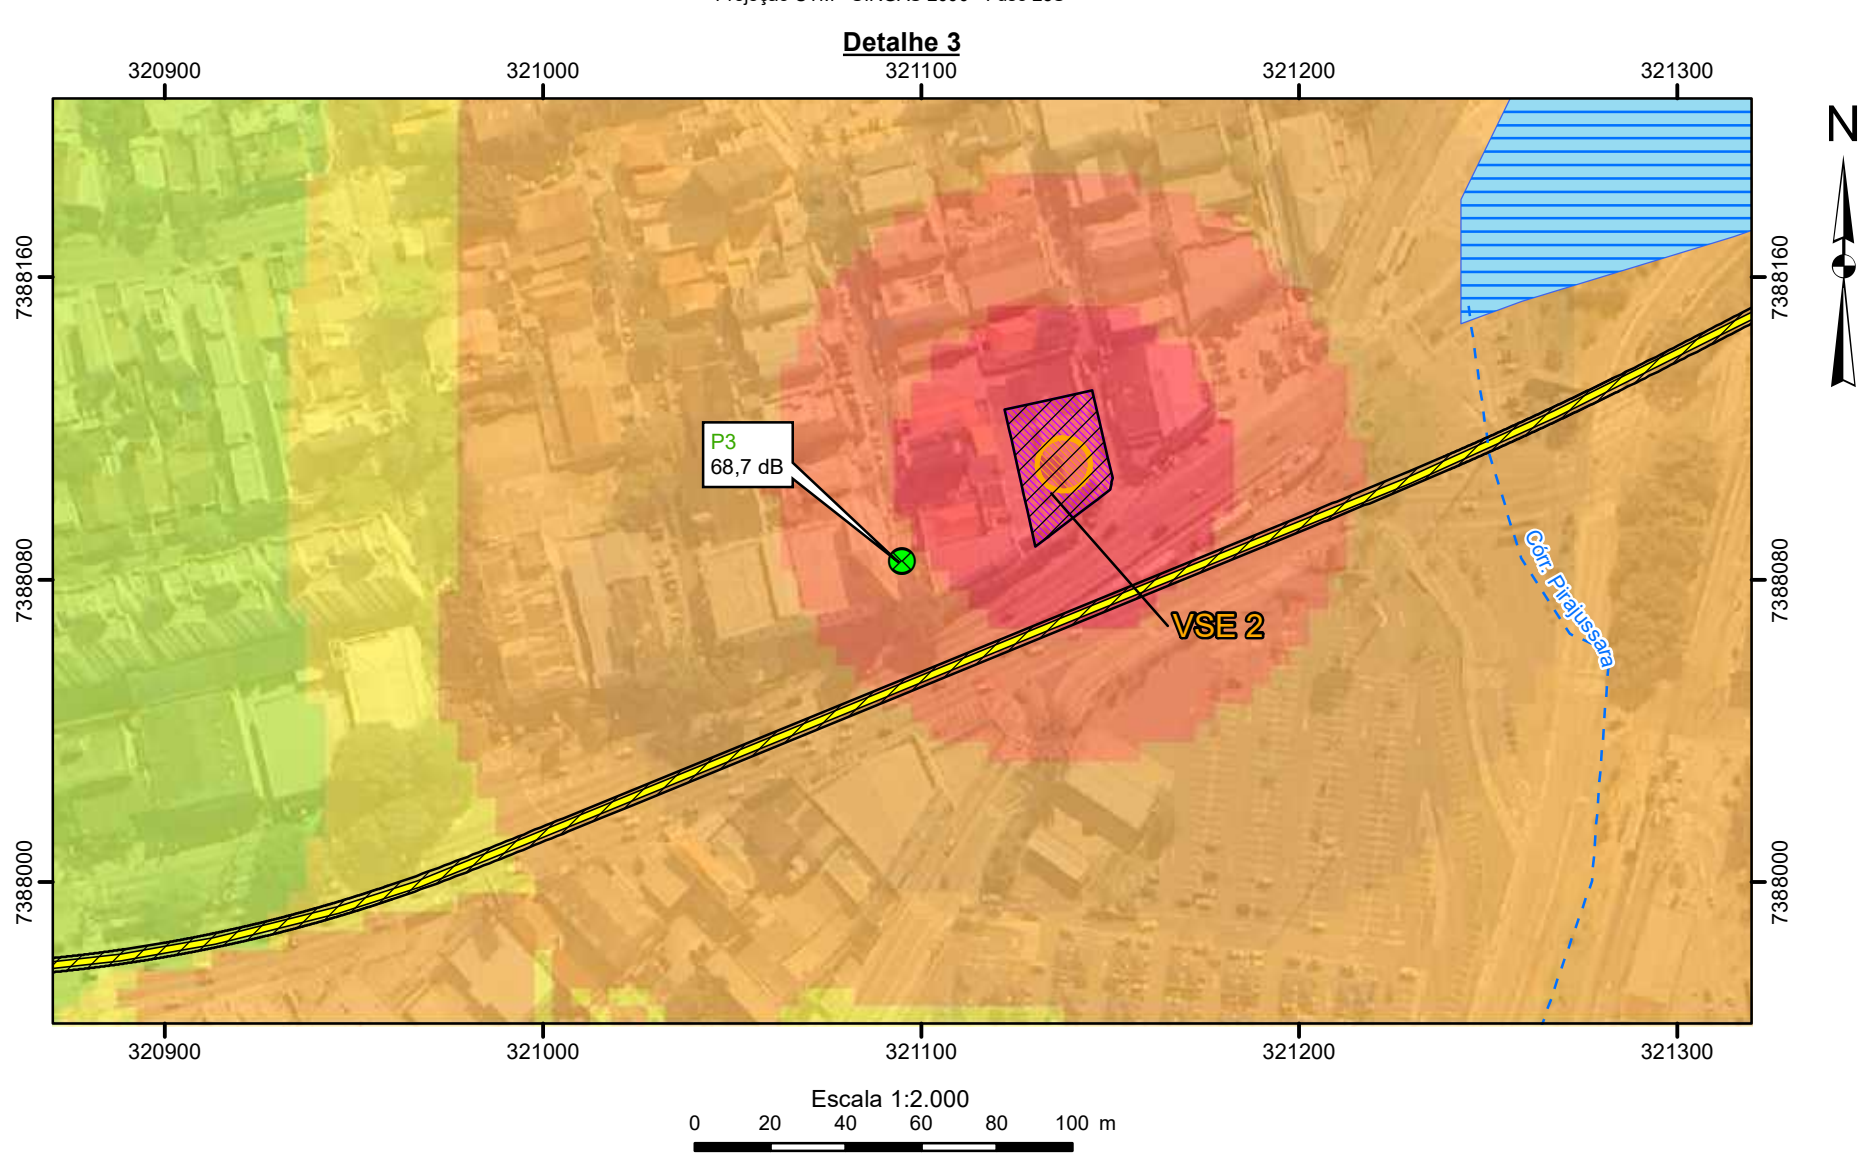 Detalhe 3
320900 321000 321100 321200 321300
N
7388160 7388160
P3
68,7 dB
7388080 7388080
Córr. Pirajussara
VSE 2
7388000 7388000
320900 321000 321100 321200 321300
Escala 1:2.000
0 20 40 60 80 100 m